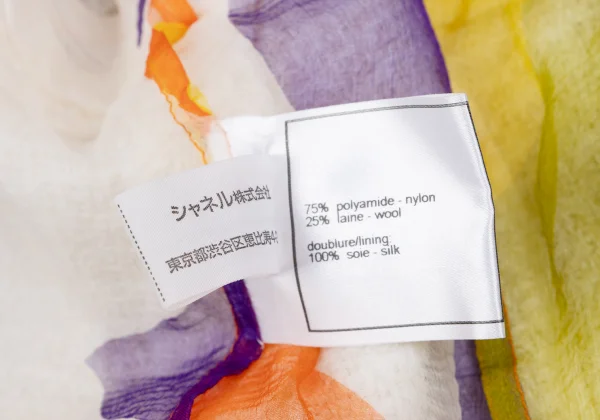 シャネル株式会社
東京都渋谷区恵比寿4-
75% polyamide - nylon
25% laine - wool
doublure/lining:
100% soie - silk